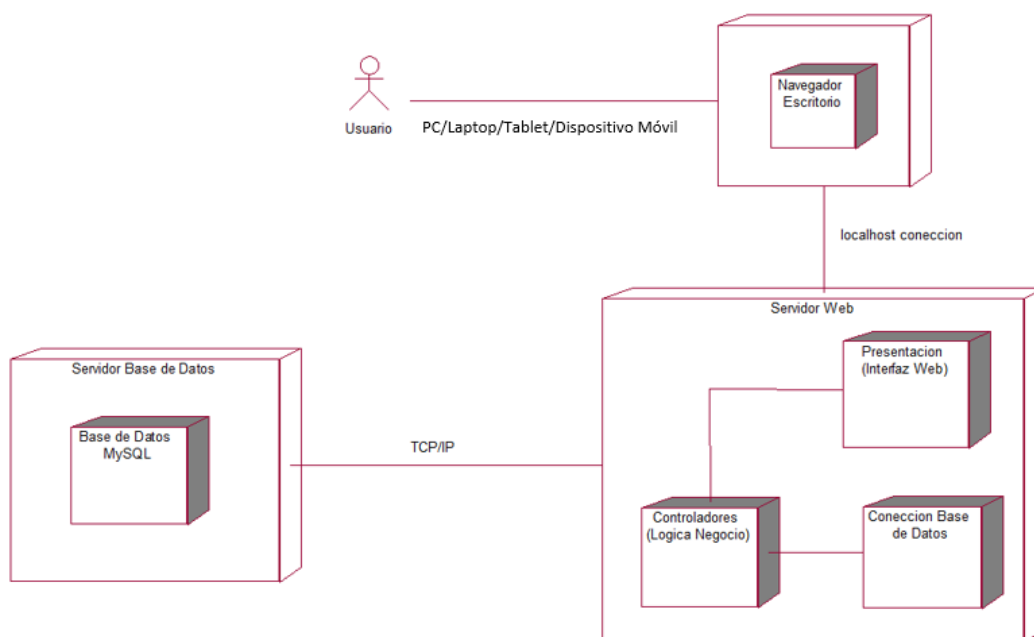 Navegador
Escritorio
Usuario
PC/Laptop/Tablet/Dispositivo Móvil
localhost coneccion
Servidor Web
Presentacion
(Interfaz Web)
Servidor Base de Datos
Base de Datos
MySQL
TCP/IP
Controladores
(Logica Negocio)
Coneccion Base
de Datos